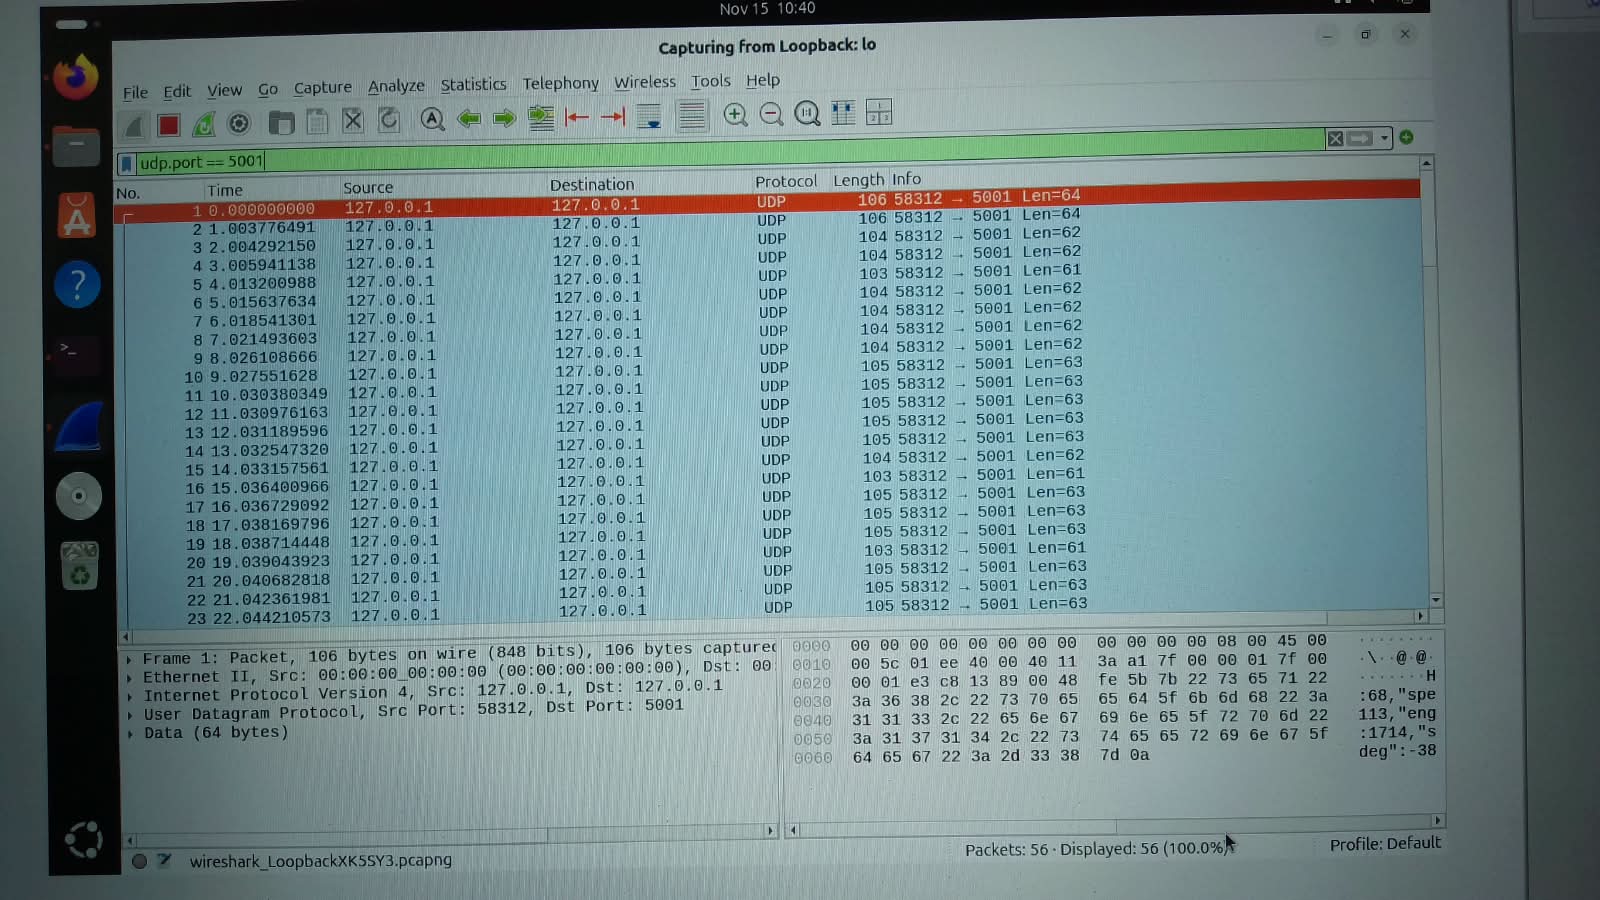 Nov 15 10:40
Capturing from Loopback: lo
File Edit View Go Capture Analyze Statistics Telephony Wireless Tools Help
udp.port == 5001
No. Time Source Destination Protocol Length Info
1 0.000000000 127.0.0.1 127.0.0.1 UDP 106 58312 → 5001 Len=64
2 1.003776491 127.0.0.1 127.0.0.1 UDP 106 58312 → 5001 Len=64
3 2.004292150 127.0.0.1 127.0.0.1 UDP 104 58312 → 5001 Len=62
4 3.005941138 127.0.0.1 127.0.0.1 UDP 104 58312 → 5001 Len=62
5 4.013200988 127.0.0.1 127.0.0.1 UDP 103 58312 → 5001 Len=61
6 5.015637634 127.0.0.1 127.0.0.1 UDP 104 58312 → 5001 Len=62
7 6.018541301 127.0.0.1 127.0.0.1 UDP 104 58312 → 5001 Len=62
8 7.021493603 127.0.0.1 127.0.0.1 UDP 104 58312 → 5001 Len=62
9 8.026108666 127.0.0.1 127.0.0.1 UDP 104 58312 → 5001 Len=62
10 9.027551628 127.0.0.1 127.0.0.1 UDP 105 58312 → 5001 Len=63
11 10.030380349 127.0.0.1 127.0.0.1 UDP 105 58312 → 5001 Len=63
12 11.030976163 127.0.0.1 127.0.0.1 UDP 105 58312 → 5001 Len=63
13 12.031189596 127.0.0.1 127.0.0.1 UDP 105 58312 → 5001 Len=63
14 13.032547320 127.0.0.1 127.0.0.1 UDP 105 58312 → 5001 Len=63
15 14.033157561 127.0.0.1 127.0.0.1 UDP 104 58312 → 5001 Len=62
16 15.036400966 127.0.0.1 127.0.0.1 UDP 103 58312 → 5001 Len=61
17 16.036729092 127.0.0.1 127.0.0.1 UDP 105 58312 → 5001 Len=63
18 17.038169796 127.0.0.1 127.0.0.1 UDP 105 58312 → 5001 Len=63
19 18.038714448 127.0.0.1 127.0.0.1 UDP 105 58312 → 5001 Len=63
20 19.039043923 127.0.0.1 127.0.0.1 UDP 103 58312 → 5001 Len=61
21 20.040682818 127.0.0.1 127.0.0.1 UDP 105 58312 → 5001 Len=63
22 21.042361981 127.0.0.1 127.0.0.1 UDP 105 58312 → 5001 Len=63
23 22.044210573 127.0.0.1 127.0.0.1 UDP 105 58312 → 5001 Len=63
Frame 1: Packet, 106 bytes on wire (848 bits), 106 bytes captured
Ethernet II, Src: 00:00:00_00:00:00 (00:00:00:00:00:00), Dst: 00:
Internet Protocol Version 4, Src: 127.0.0.1, Dst: 127.0.0.1
User Datagram Protocol, Src Port: 58312, Dst Port: 5001
Data (64 bytes)
0000 00 00 00 00 00 00 00 00 00 00 00 00 08 00 45 00 ········
0010 00 5c 01 ee 40 00 40 11 3a a1 7f 00 00 01 7f 00 ·\··@·@·
0020 00 01 e3 c8 13 89 00 48 fe 5b 7b 22 73 65 71 22 ·······H
0030 3a 36 38 2c 22 73 70 65 65 64 5f 6b 6d 68 22 3a :68,"spe
0040 31 31 33 2c 22 65 6e 67 69 6e 65 5f 72 70 6d 22 113,"eng
0050 3a 31 37 31 34 2c 22 73 74 65 65 72 69 6e 67 5f :1714,"s
0060 64 65 67 22 3a 2d 33 38 7d 0a deg":-38
wireshark_LoopbackXK5SY3.pcapng
Packets: 56 · Displayed: 56 (100.0%)
Profile: Default